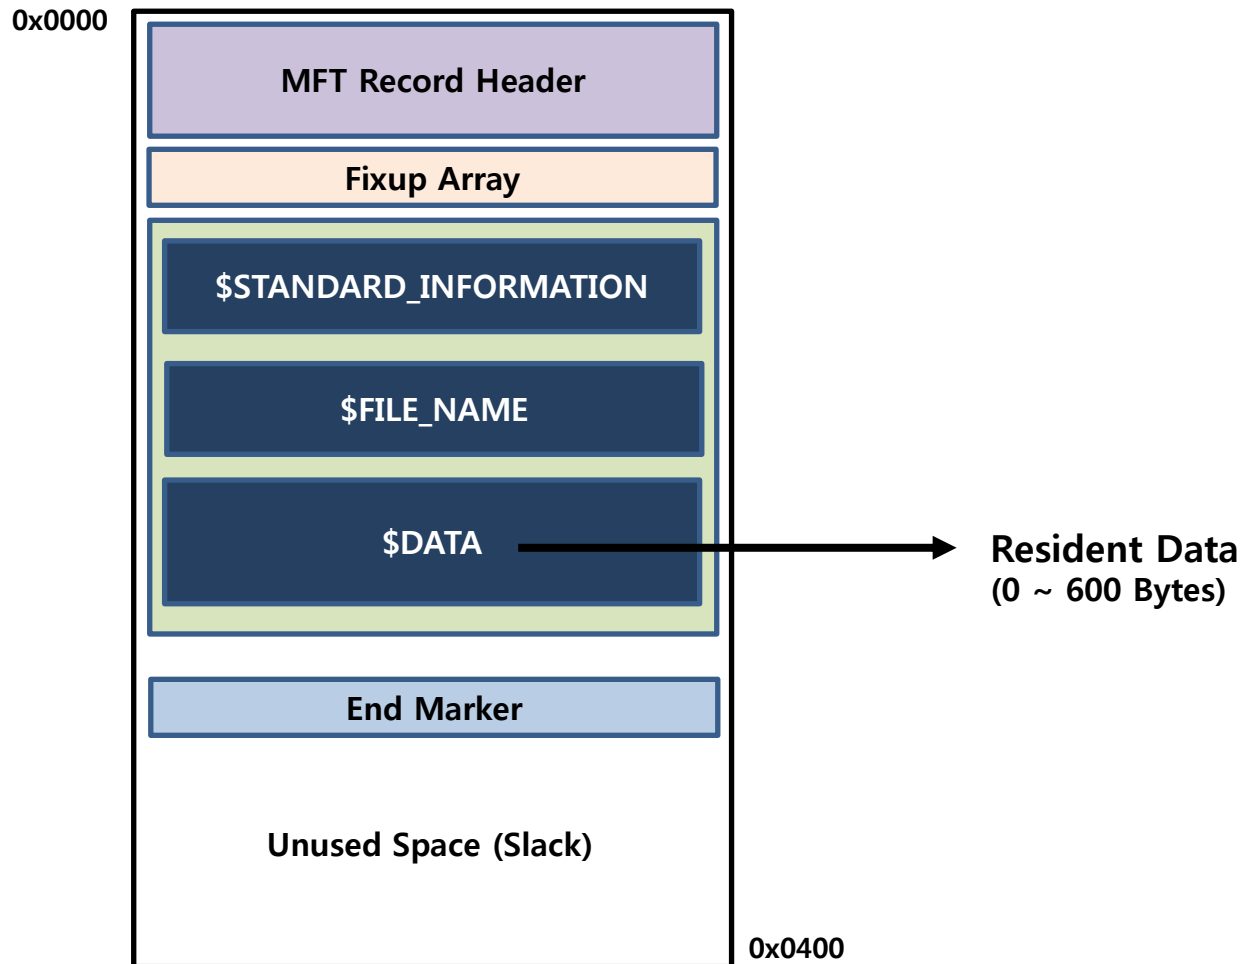 0x0000
MFT Record Header
Fixup Array
$STANDARD_INFORMATION
$FILE_NAME
$DATA
Resident Data
(0 ~ 600 Bytes)
End Marker
Unused Space (Slack)
0x0400